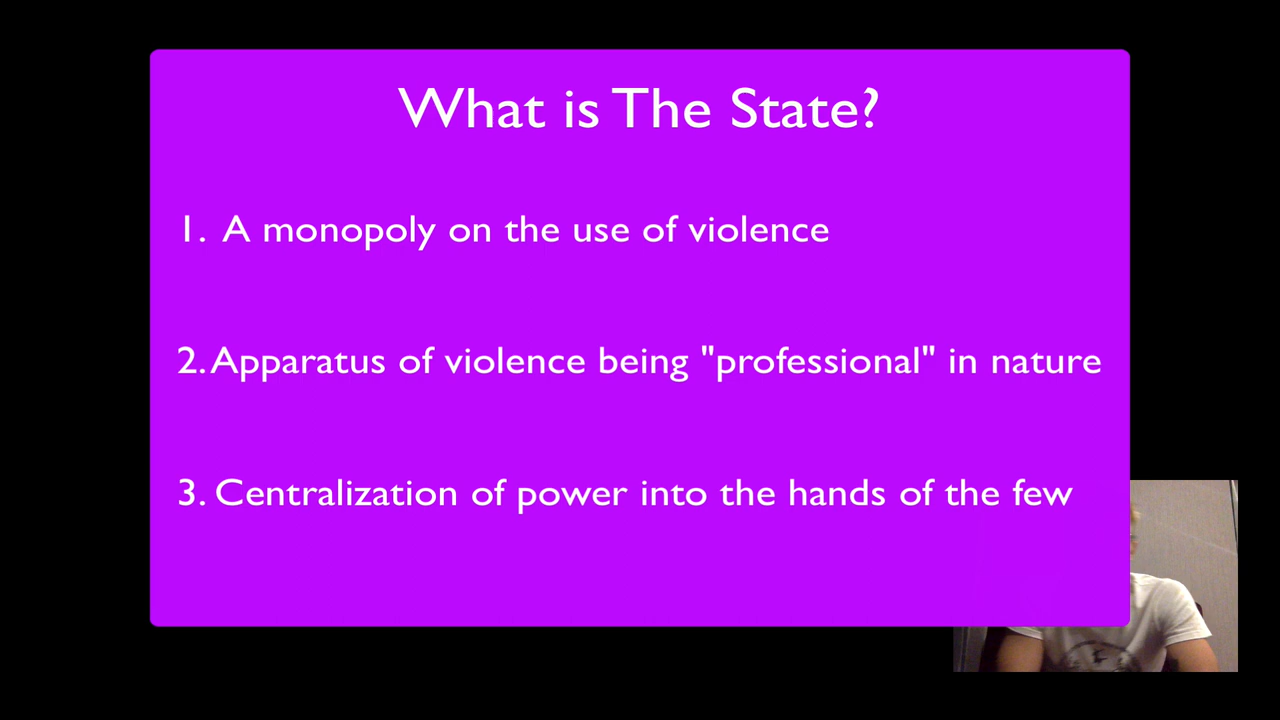 What is The State?
1. A monopoly on the use of violence
2. Apparatus of violence being "professional" in nature
3. Centralization of power into the hands of the few